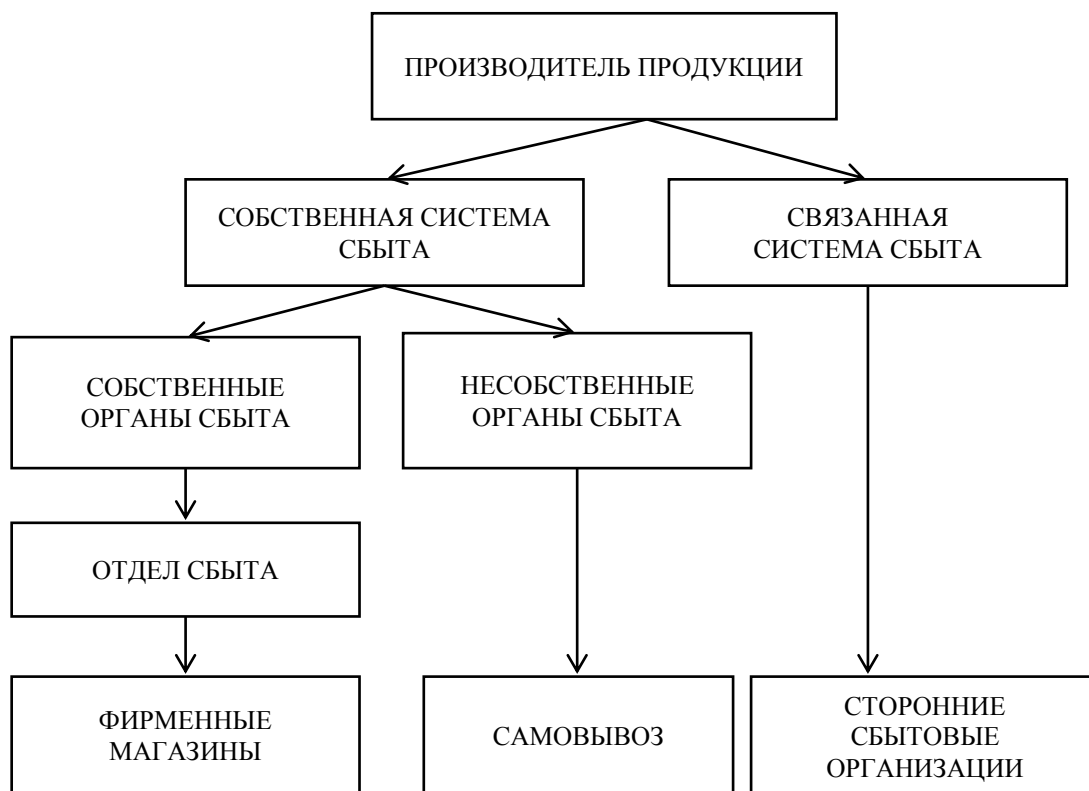 ПРОИЗВОДИТЕЛЬ ПРОДУКЦИИ
СОБСТВЕННАЯ СИСТЕМА
СБЫТА
СВЯЗАННАЯ
СИСТЕМА СБЫТА
СОБСТВЕННЫЕ
ОРГАНЫ СБЫТА
НЕСОБСТВЕННЫЕ
ОРГАНЫ СБЫТА
ОТДЕЛ СБЫТА
ФИРМЕННЫЕ
МАГАЗИНЫ
САМОВЫВОЗ
СТОРОННИЕ
СБЫТОВЫЕ
ОРГАНИЗАЦИИ